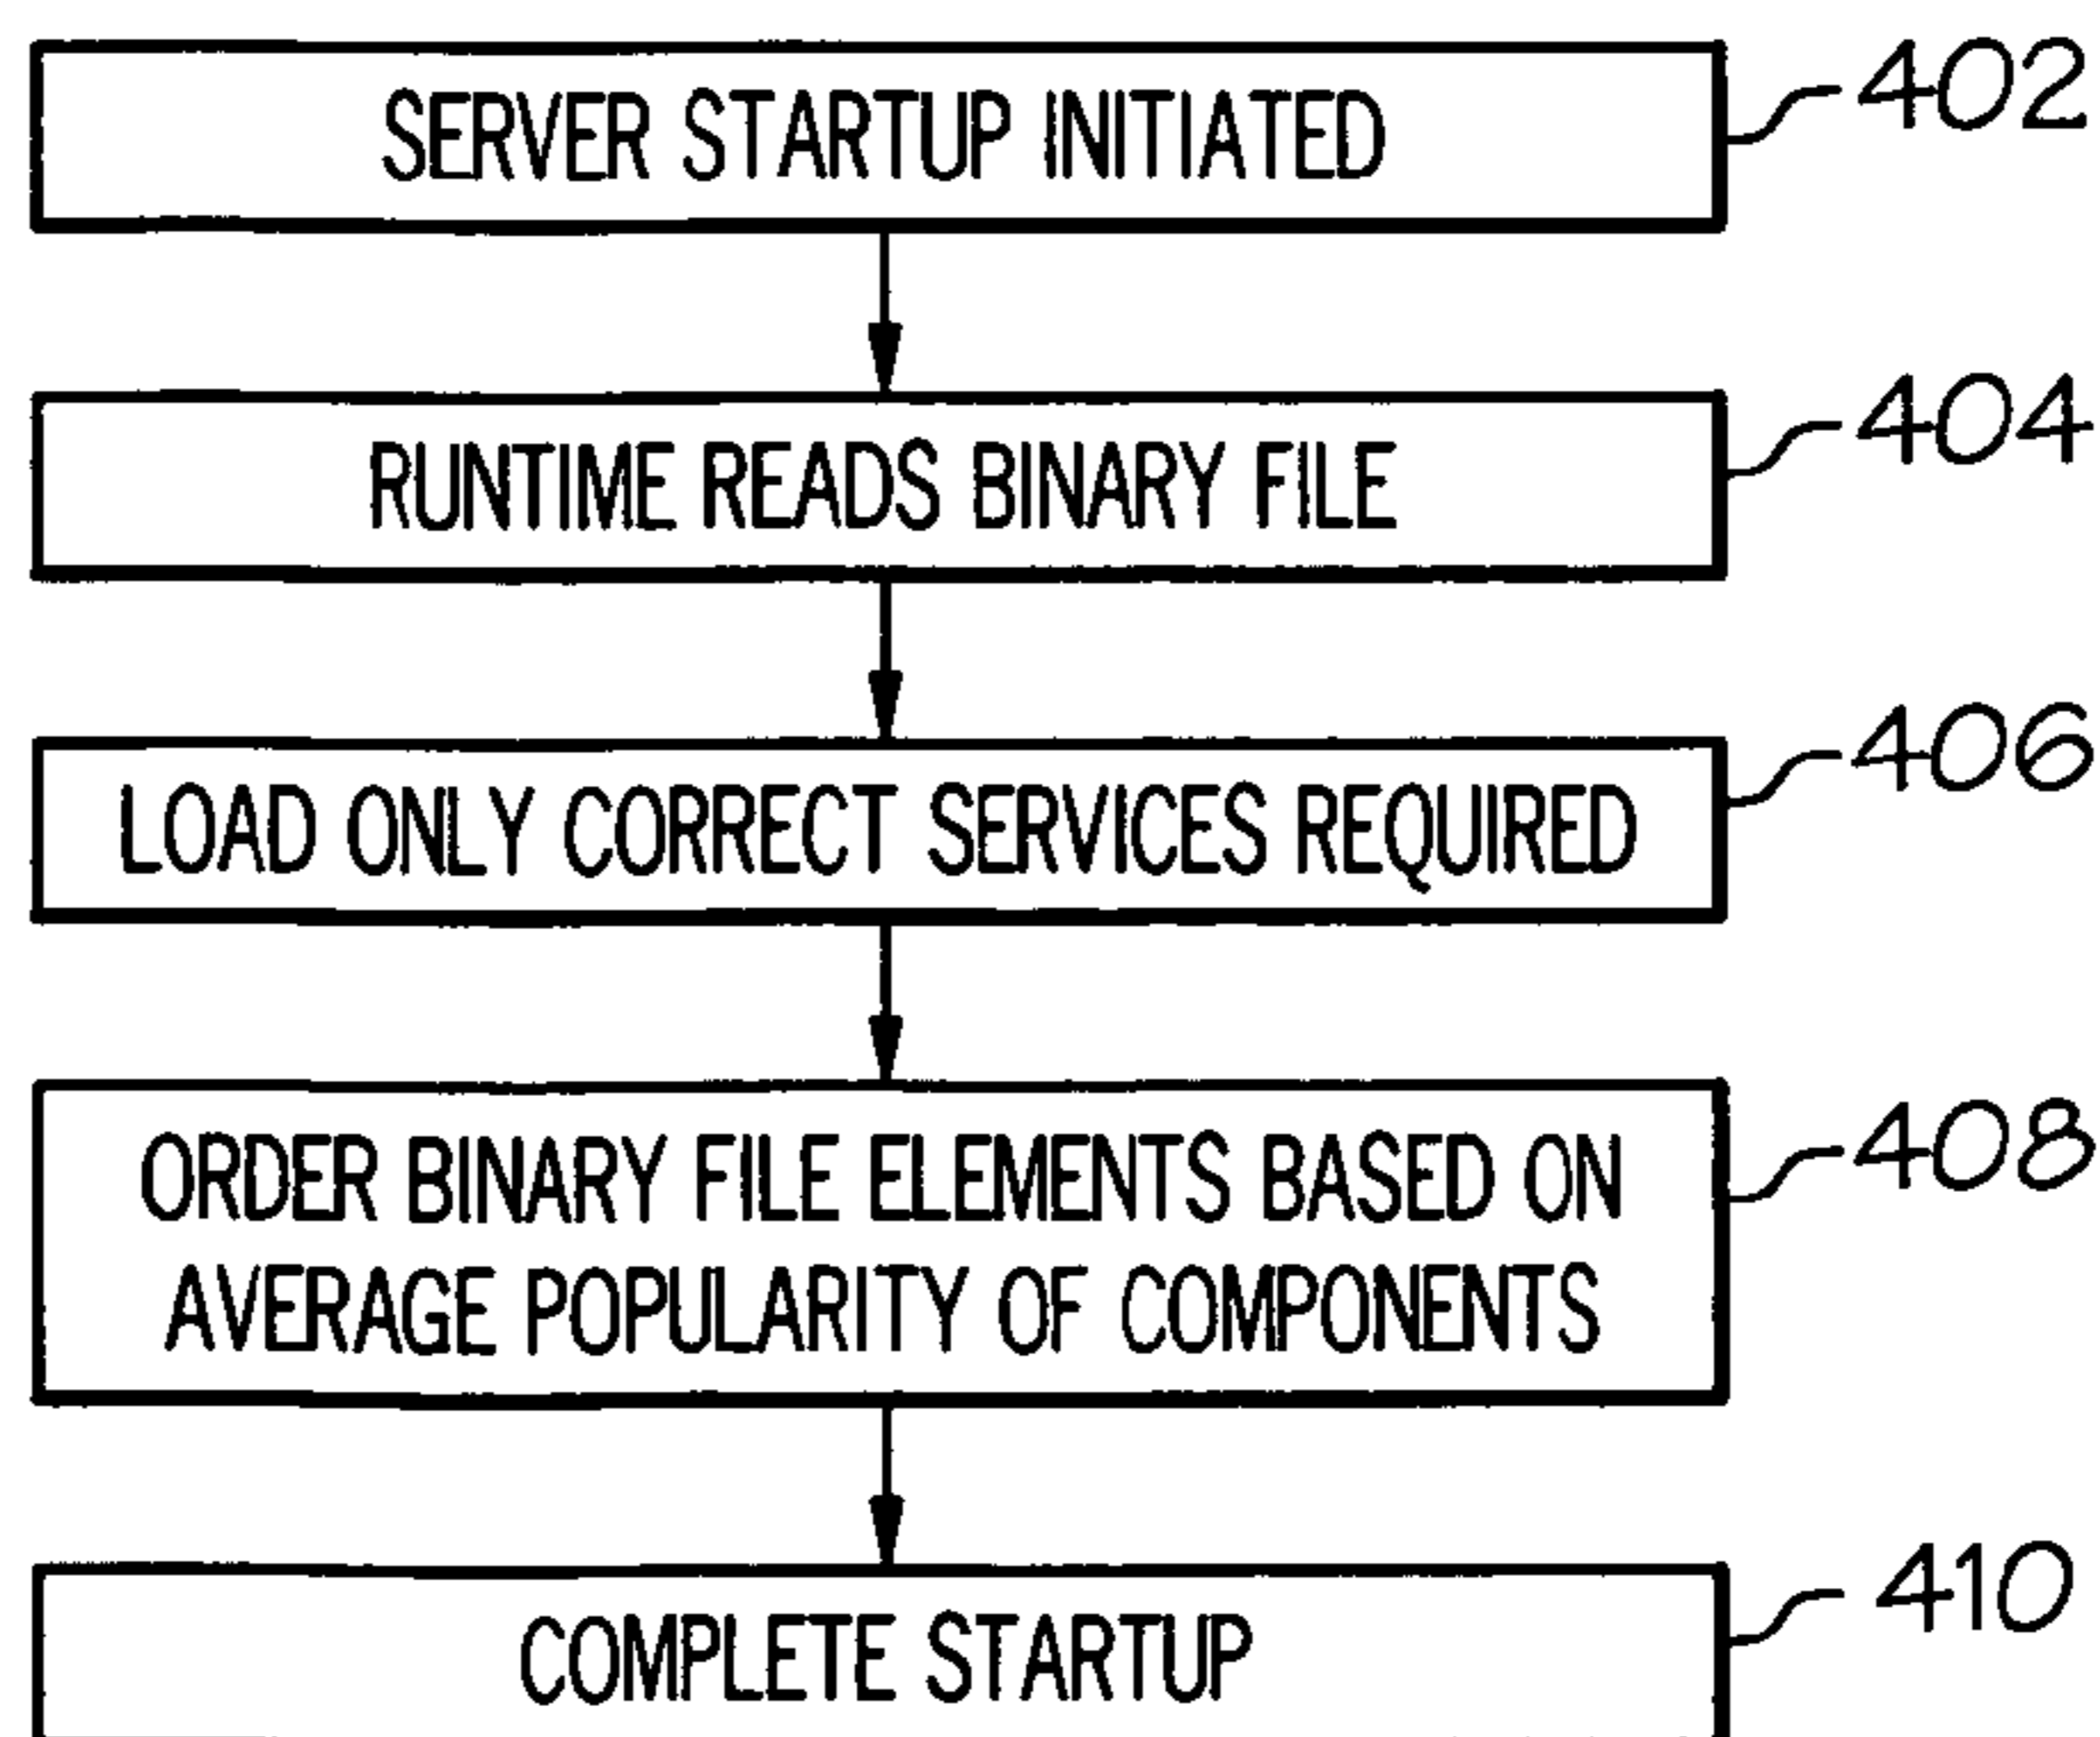 SERVER STARTUP INITIATED
402
RUNTIME READS BINARY FILE
404
LOAD ONLY CORRECT SERVICES REQUIRED
406
ORDER BINARY FILE ELEMENTS BASED ON
AVERAGE POPULARITY OF COMPONENTS
408
COMPLETE STARTUP
410